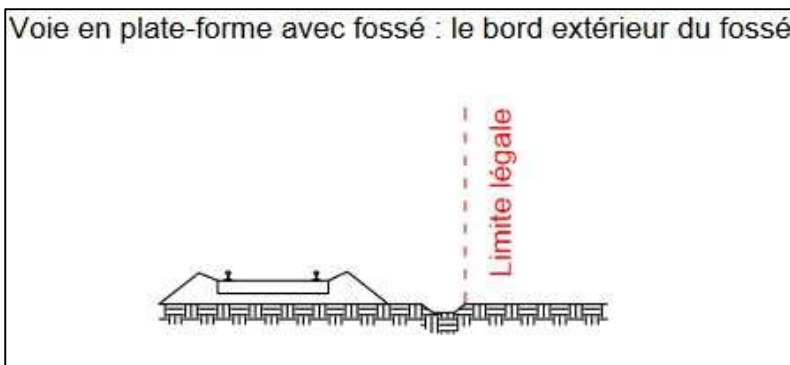 Voie en plate-forme avec fossé : le bord extérieur du fossé
Limite légale